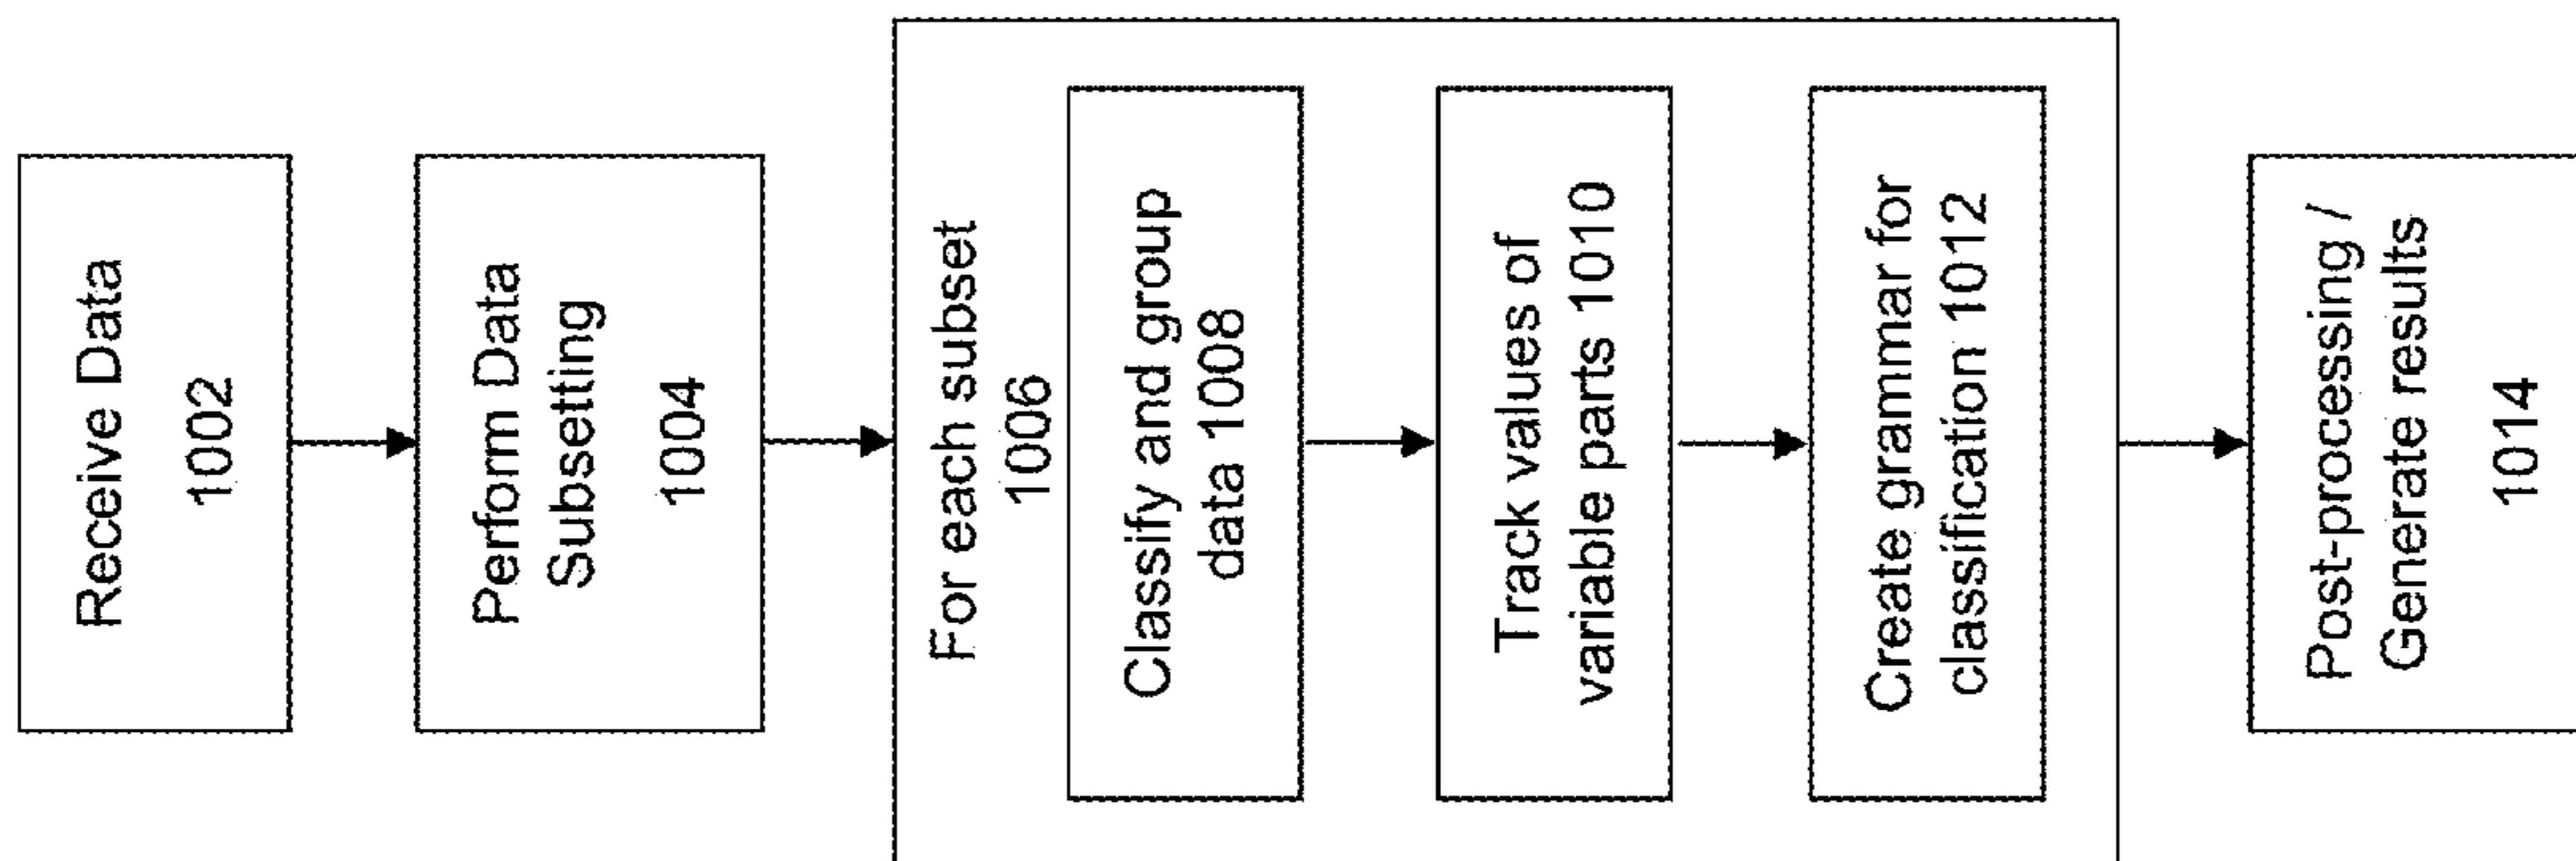 Receive Data
1002
Perform Data
Subsetting
1004
For each subset
1006
Classify and group
data 1008
Track values of
variable parts 1010
Create grammar for
classification 1012
Post-processing /
Generate results
1014